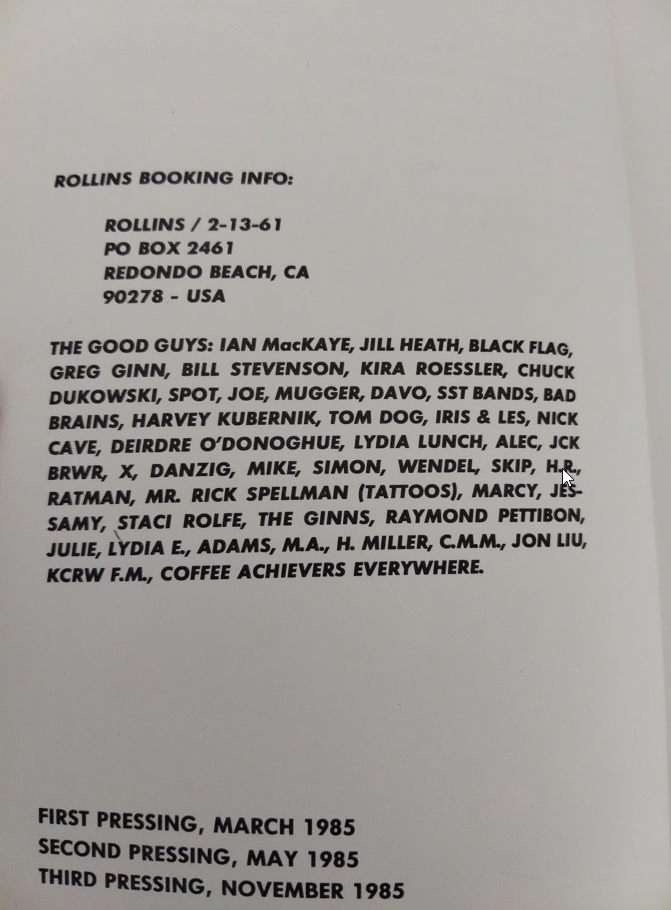 ROLLINS BOOKING INFO:
ROLLINS / 2-13-61
PO BOX 2461
REDONDO BEACH, CA
90278 - USA
THE GOOD GUYS: IAN MacKAYE, JILL HEATH, BLACK FLAG,
GREG GINN, BILL STEVENSON, KIRA ROESSLER, CHUCK
DUKOWSKI, SPOT, JOE, MUGGER, DAVO, SST BANDS, BAD
BRAINS, HARVEY KUBERNIK, TOM DOG, IRIS & LES, NICK
CAVE, DEIRDRE O'DONOGHUE, LYDIA LUNCH, ALEC, JCK
BRWR, X, DANZIG, MIKE, SIMON, WENDEL, SKIP, H.R.,
RATMAN, MR. RICK SPELLMAN (TATTOOS), MARCY, JES-
SAMY, STACI ROLFE, THE GINNS, RAYMOND PETTIBON,
JULIE, LYDIA E., ADAMS, M.A., H. MILLER, C.M.M., JON LIU,
KCRW F.M., COFFEE ACHIEVERS EVERYWHERE.
FIRST PRESSING, MARCH 1985
SECOND PRESSING, MAY 1985
THIRD PRESSING, NOVEMBER 1985